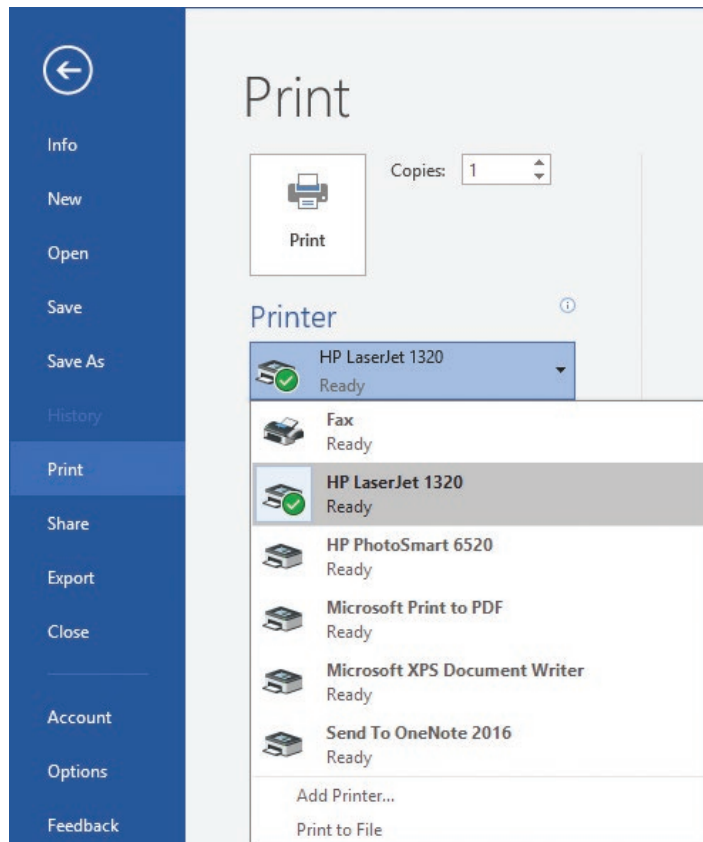 Info
New
Open
Save
Save As
History
Print
Share
Export
Close
Account
Options
Feedback
Print
Copies: 1
Print
Printer
HP LaserJet 1320
Ready
Fax
Ready
HP LaserJet 1320
Ready
HP PhotoSmart 6520
Ready
Microsoft Print to PDF
Ready
Microsoft XPS Document Writer
Ready
Send To OneNote 2016
Ready
Add Printer...
Print to File